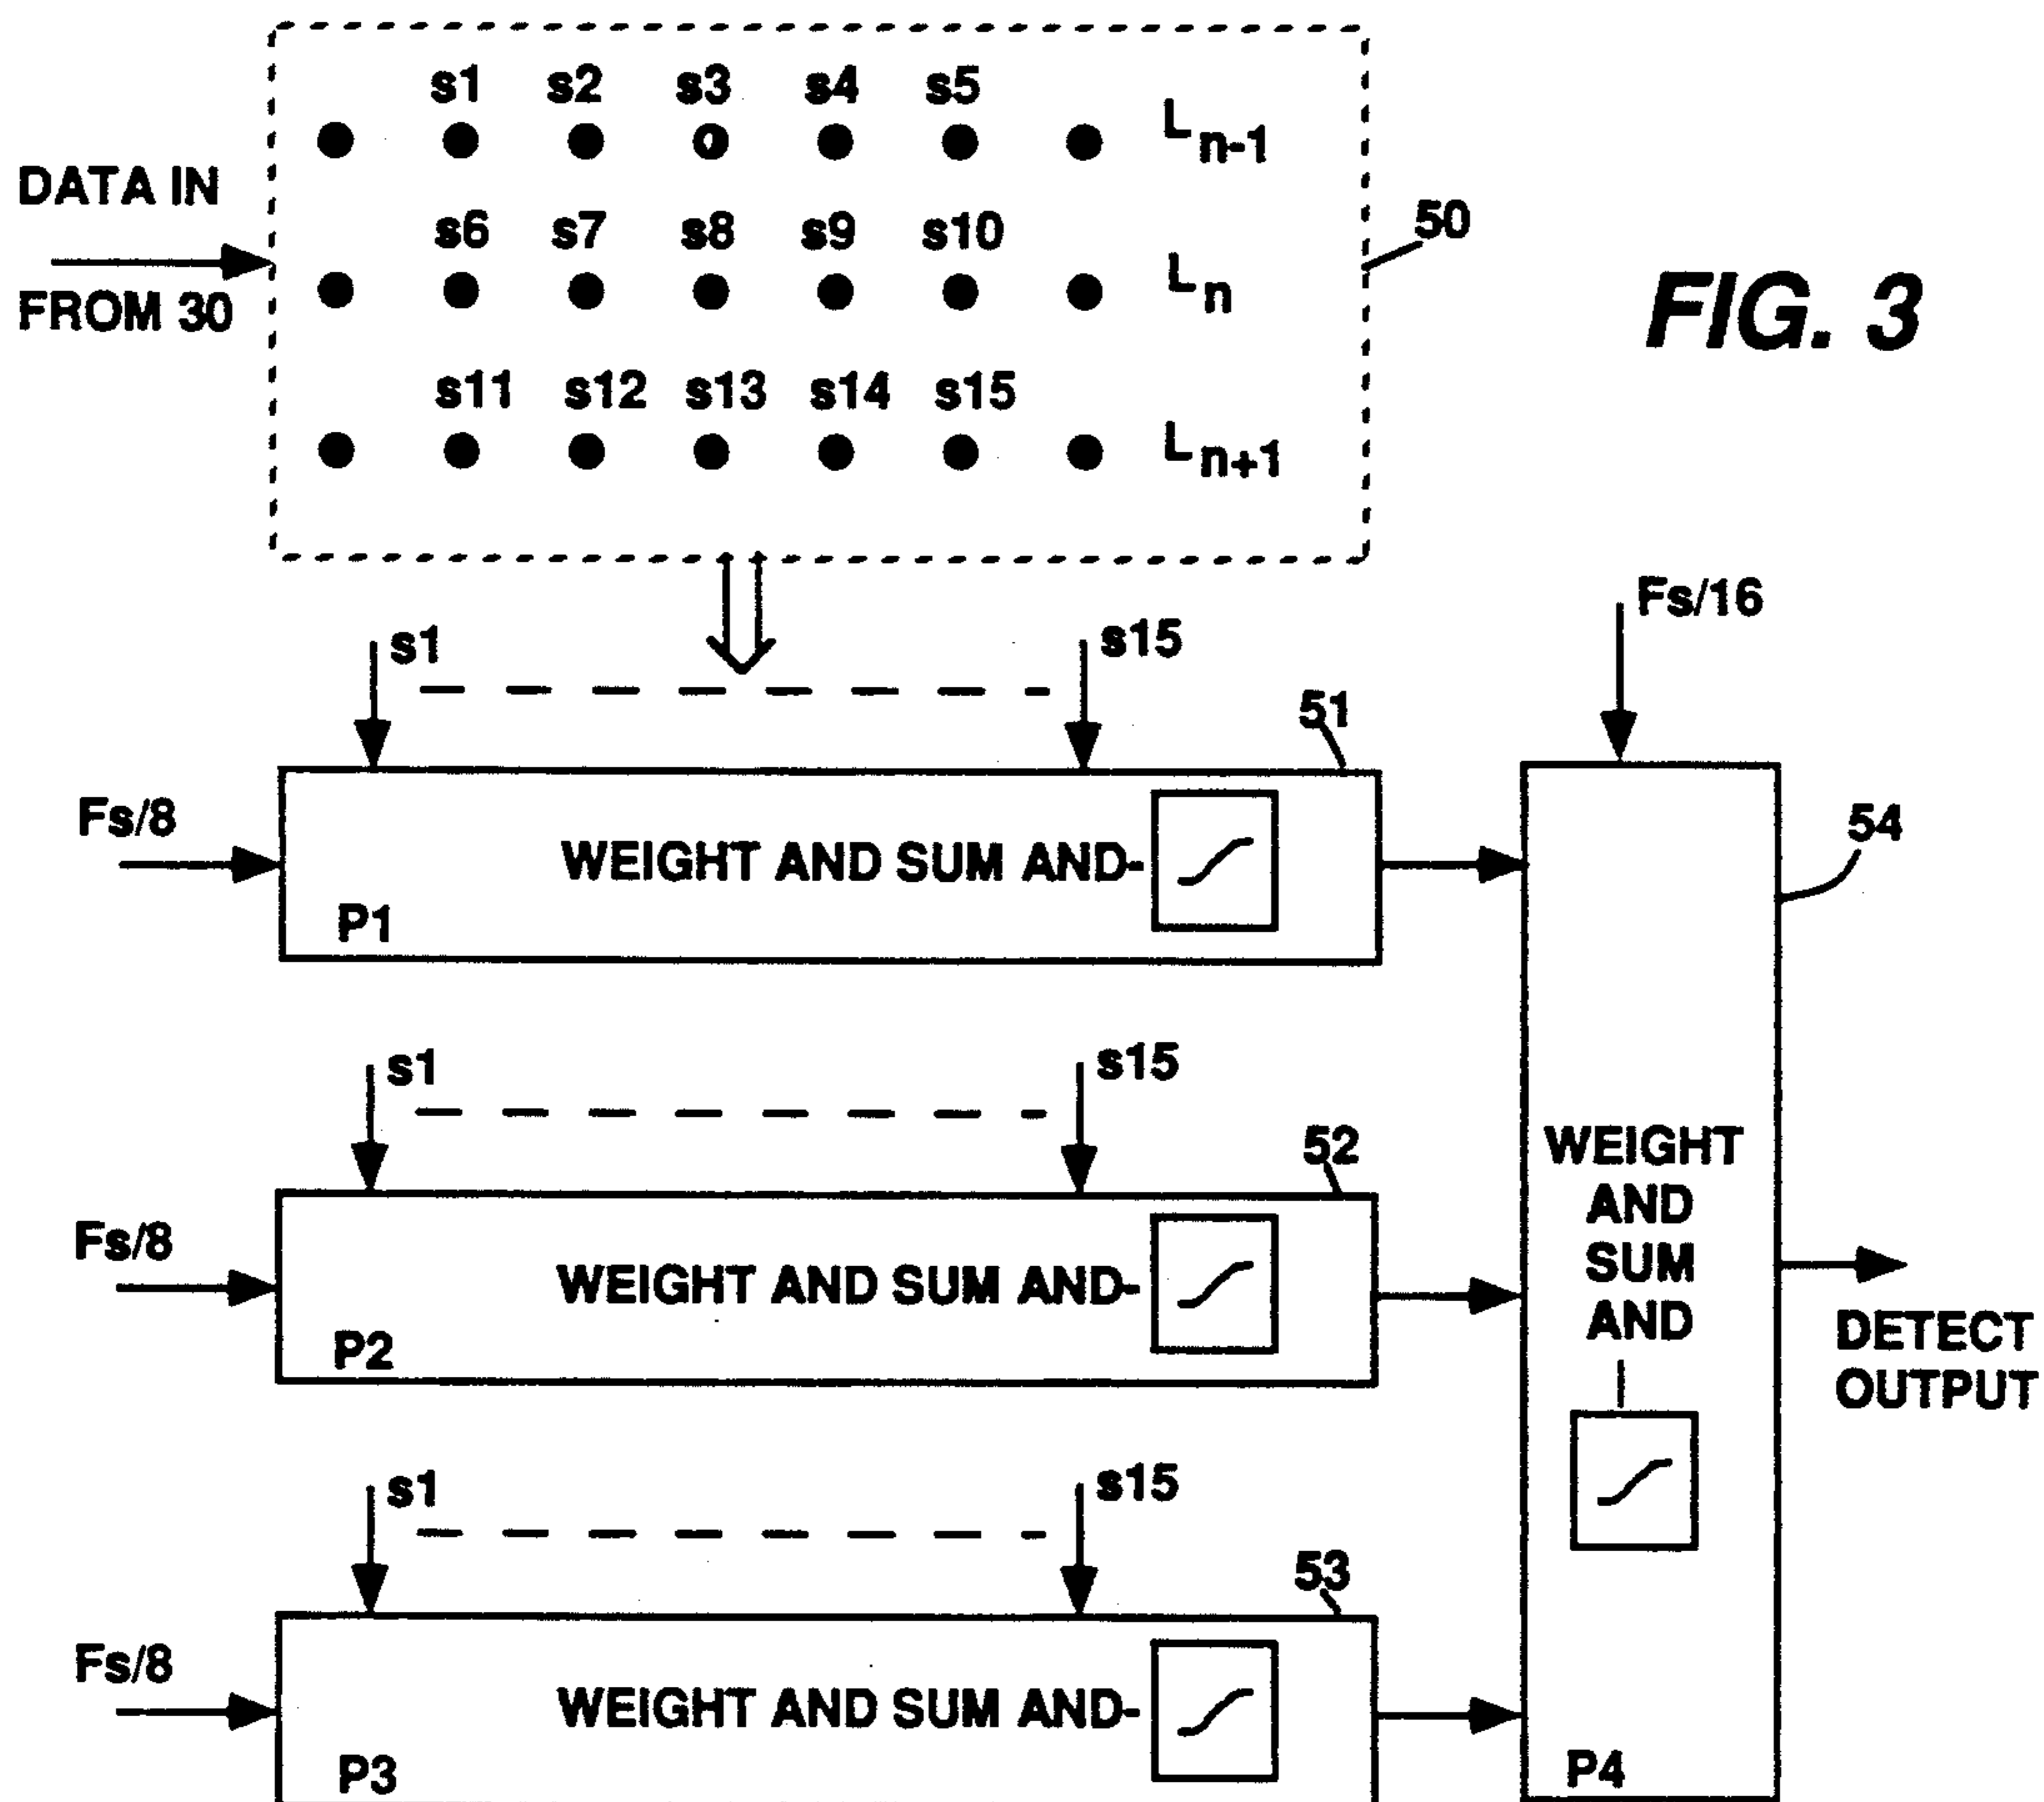 s1 s2 s3 s4 s5 L n-1
DATA IN
FROM 30
s6 s7 s8 s9 s10 L n
50
FIG. 3
s11 s12 s13 s14 s15 L n+1
s1 s15
Fs/16
51
Fs/8
WEIGHT AND SUM AND-
P1
54
s1 s15
52
Fs/8
WEIGHT AND SUM AND-
P2
WEIGHT
AND
SUM
AND
DETECT
OUTPUT
s1 s15
53
Fs/8
WEIGHT AND SUM AND-
P3
P4